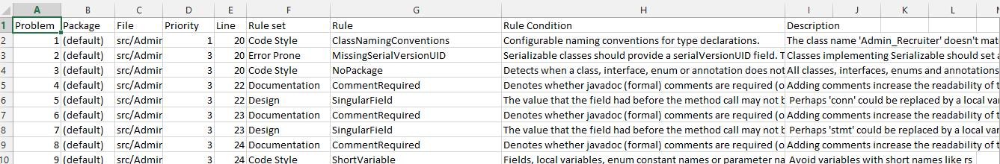 A B C D E F G H I J K L
1 Problem Package File Priority Line Rule set Rule Rule Condition Description
2 1 (default) src/Admir 1 20 Code Style ClassNamingConventions Configurable naming conventions for type declarations. The class name 'Admin_Recruiter' doesn't mat
3 2 (default) src/Admir 3 20 Error Prone MissingSerialVersionUID Serializable classes should provide a serialVersionUID field. T Classes implementing Serializable should set a
4 3 (default) src/Admir 3 20 Code Style NoPackage Detects when a class, interface, enum or annotation does not All classes, interfaces, enums and annotations
5 4 (default) src/Admir 3 22 Documentation CommentRequired Denotes whether javadoc (formal) comments are required (o Adding comments increase the readability of t
6 5 (default) src/Admir 3 22 Design SingularField The value that the field had before the method call may not b Perhaps 'conn' could be replaced by a local var
7 6 (default) src/Admir 3 23 Documentation CommentRequired Denotes whether javadoc (formal) comments are required (o Adding comments increase the readability of t
8 7 (default) src/Admir 3 23 Design SingularField The value that the field had before the method call may not b Perhaps 'stmt' could be replaced by a local var
9 8 (default) src/Admir 3 24 Documentation CommentRequired Denotes whether javadoc (formal) comments are required (o Adding comments increase the readability of t
10 9 (default) src/Admir 3 24 Code Style ShortVariable Fields, local variables, enum constant names or parameter na Avoid variables with short names like rs